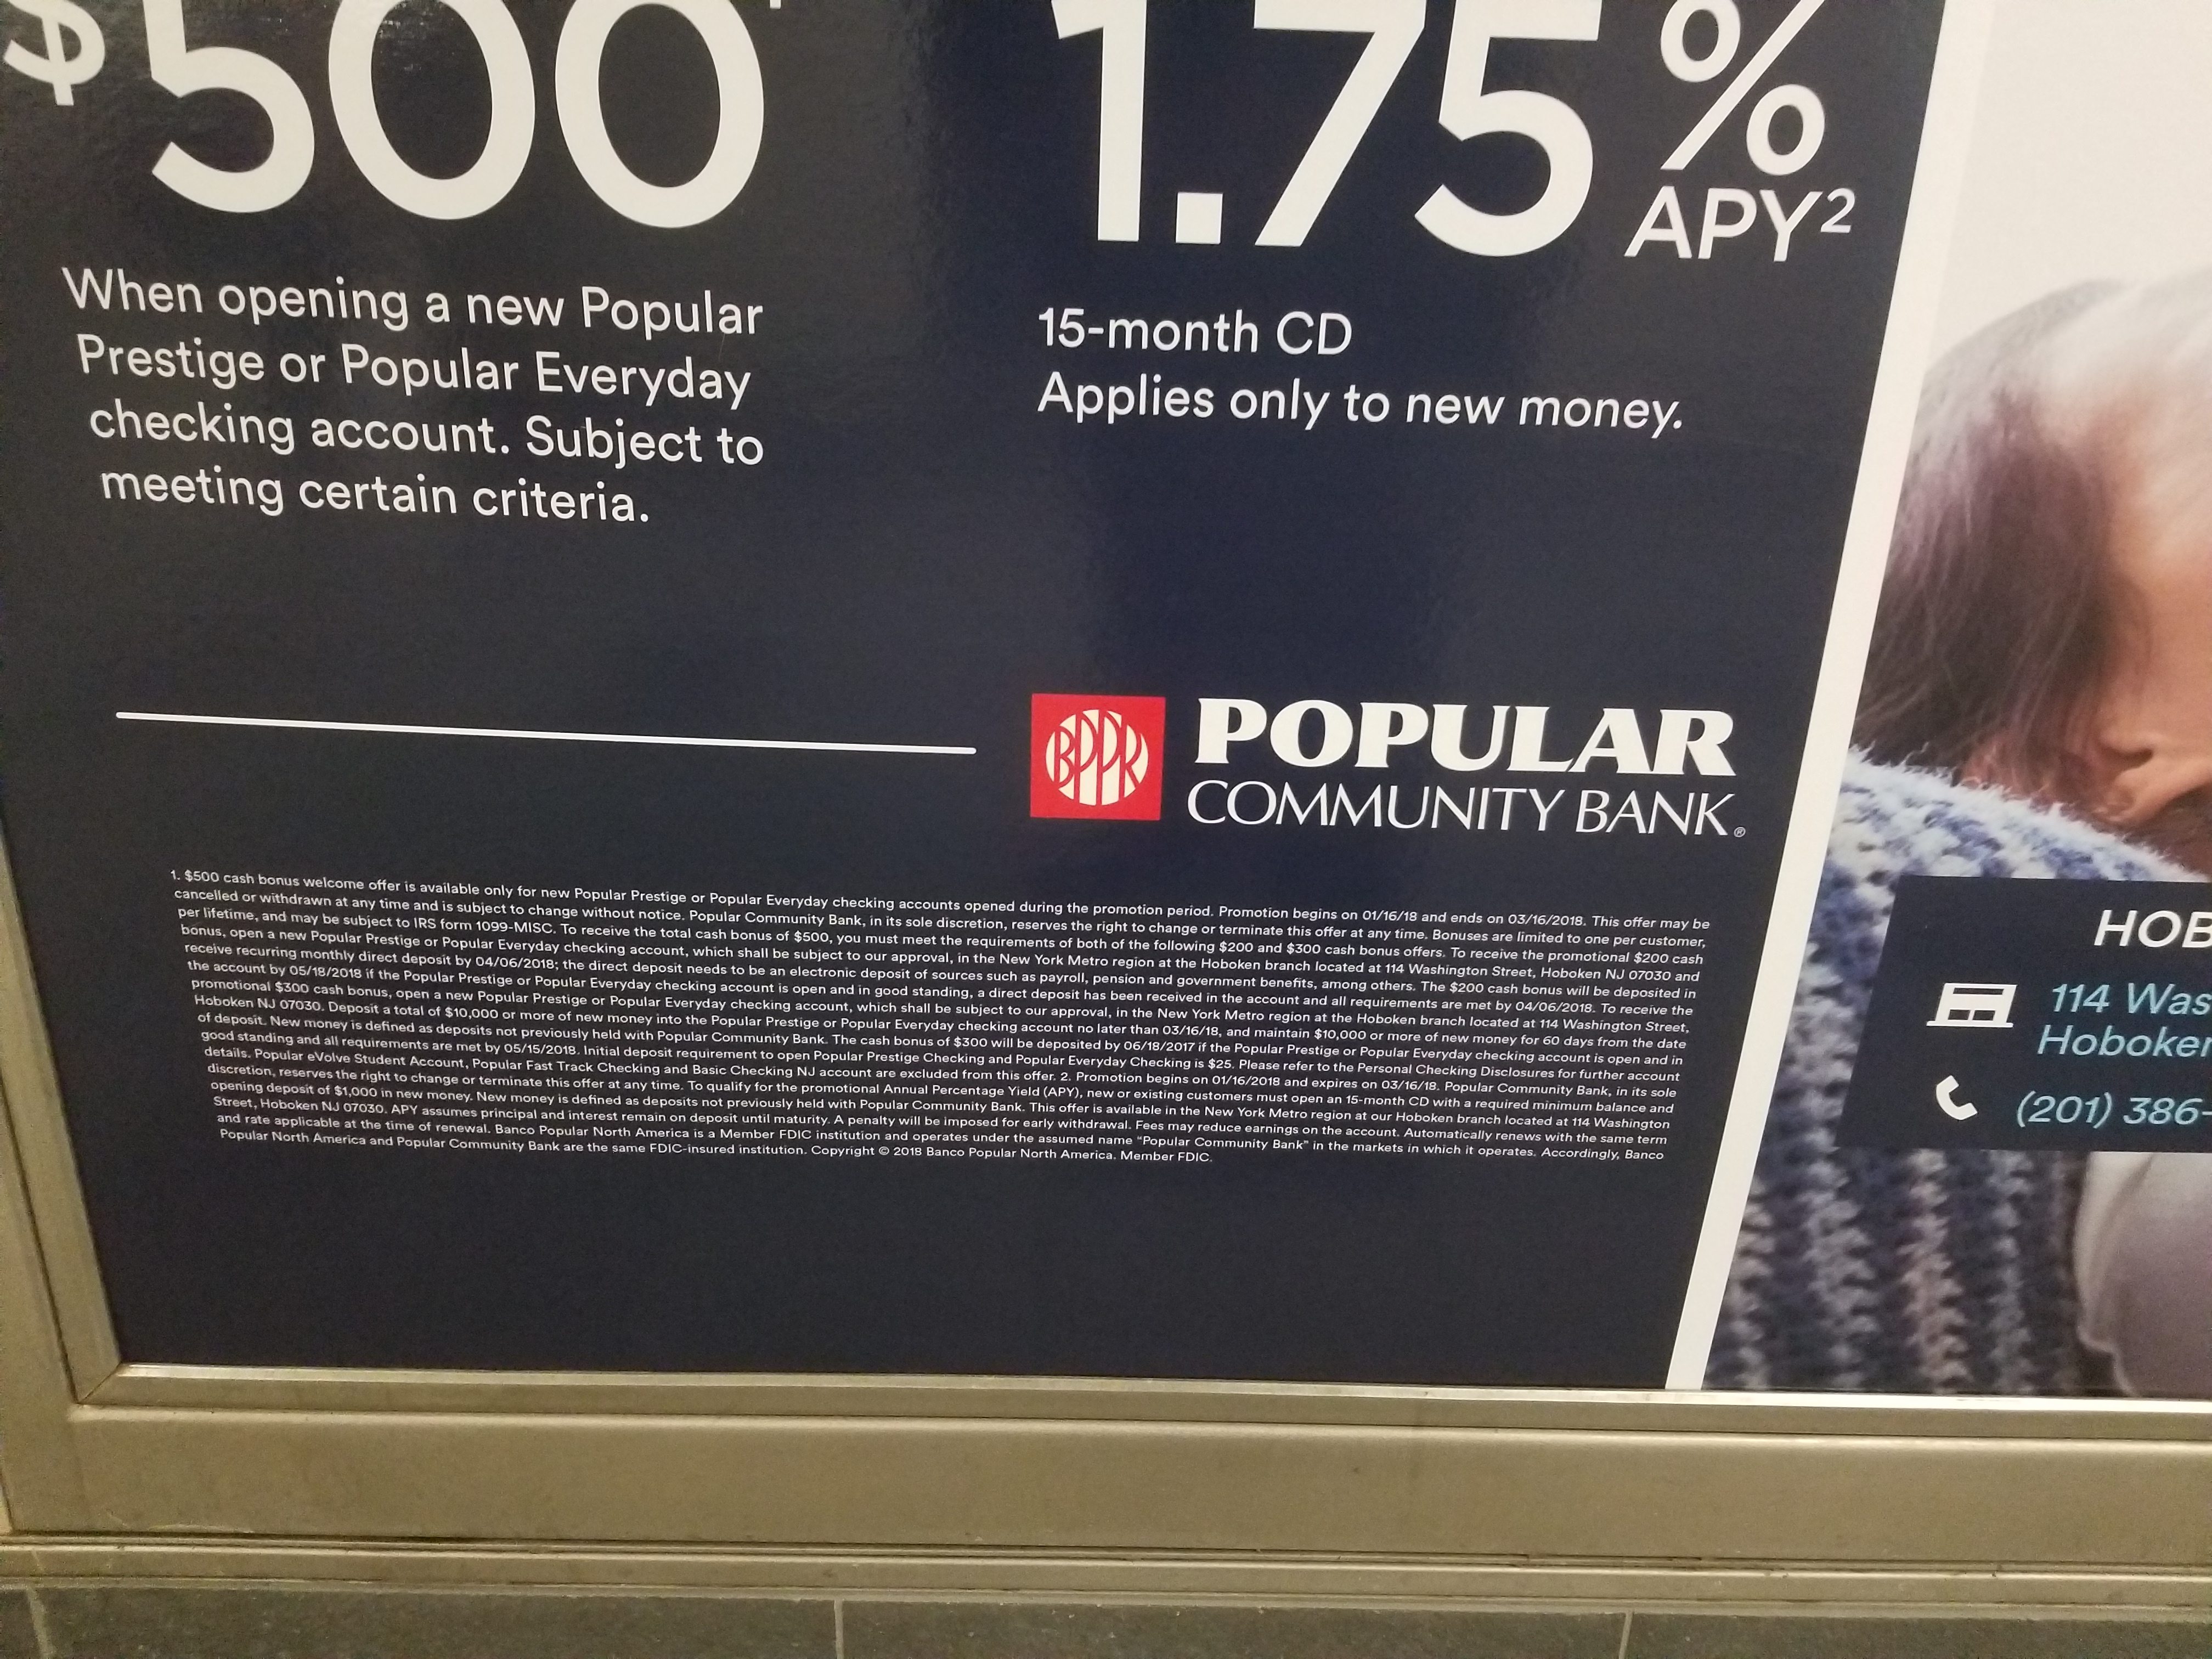 $500
When opening a new Popular
Prestige or Popular Everyday
checking account. Subject to
meeting certain criteria.
1.75%
APY²
15-month CD
Applies only to new money.
BPPR
POPULAR
COMMUNITY BANK®
1. $500 cash bonus welcome offer is available only for new Popular Prestige or Popular Everyday checking accounts opened during the promotion period. Promotion begins on 01/16/18 and ends on 03/16/2018. This offer may be
cancelled or withdrawn at any time and is subject to change without notice. Popular Community Bank, in its sole discretion, reserves the right to change or terminate this offer at any time. Bonuses are limited to one per customer,
per lifetime, and may be subject to IRS form 1099-MISC. To receive the total cash bonus of $500, you must meet the requirements of both of the following $200 and $300 cash bonus offers. To receive the promotional $200 cash
bonus, open a new Popular Prestige or Popular Everyday checking account, which shall be subject to our approval, in the New York Metro region at the Hoboken branch located at 114 Washington Street, Hoboken NJ 07030 and
receive recurring monthly direct deposit by 04/06/2018; the direct deposit needs to be an electronic deposit of sources such as payroll, pension and government benefits, among others. The $200 cash bonus will be deposited in
the account by 05/18/2018 if the Popular Prestige or Popular Everyday checking account is open and in good standing, a direct deposit has been received in the account and all requirements are met by 04/06/2018. To receive the
promotional $300 cash bonus, open a new Popular Prestige or Popular Everyday checking account, which shall be subject to our approval, in the New York Metro region at the Hoboken branch located at 114 Washington Street,
Hoboken NJ 07030. Deposit a total of $10,000 or more of new money into the Popular Prestige or Popular Everyday checking account no later than 03/16/18, and maintain $10,000 or more of new money for 60 days from the date
of deposit. New money is defined as deposits not previously held with Popular Community Bank. The cash bonus of $300 will be deposited by 06/18/2017 if the Popular Prestige or Popular Everyday checking account is open and in
good standing and all requirements are met by 05/15/2018. Initial deposit requirement to open Popular Prestige Checking and Popular Everyday Checking is $25. Please refer to the Personal Checking Disclosures for further account
details. Popular eVolve Student Account, Popular Fast Track Checking and Basic Checking NJ account are excluded from this offer. 2. Promotion begins on 01/16/2018 and expires on 03/16/18. Popular Community Bank, in its sole
discretion, reserves the right to change or terminate this offer at any time. To qualify for the promotional Annual Percentage Yield (APY), new or existing customers must open an 15-month CD with a required minimum balance and
opening deposit of $1,000 in new money. New money is defined as deposits not previously held with Popular Community Bank. This offer is available in the New York Metro region at our Hoboken branch located at 114 Washington
Street, Hoboken NJ 07030. APY assumes principal and interest remain on deposit until maturity. A penalty will be imposed for early withdrawal. Fees may reduce earnings on the account. Automatically renews with the same term
and rate applicable at the time of renewal. Banco Popular North America is a Member FDIC institution and operates under the assumed name “Popular Community Bank” in the markets in which it operates. Accordingly, Banco
Popular North America and Popular Community Bank are the same FDIC-insured institution. Copyright © 2018 Banco Popular North America. Member FDIC.
HOB
114 Was
Hoboken
(201) 386-